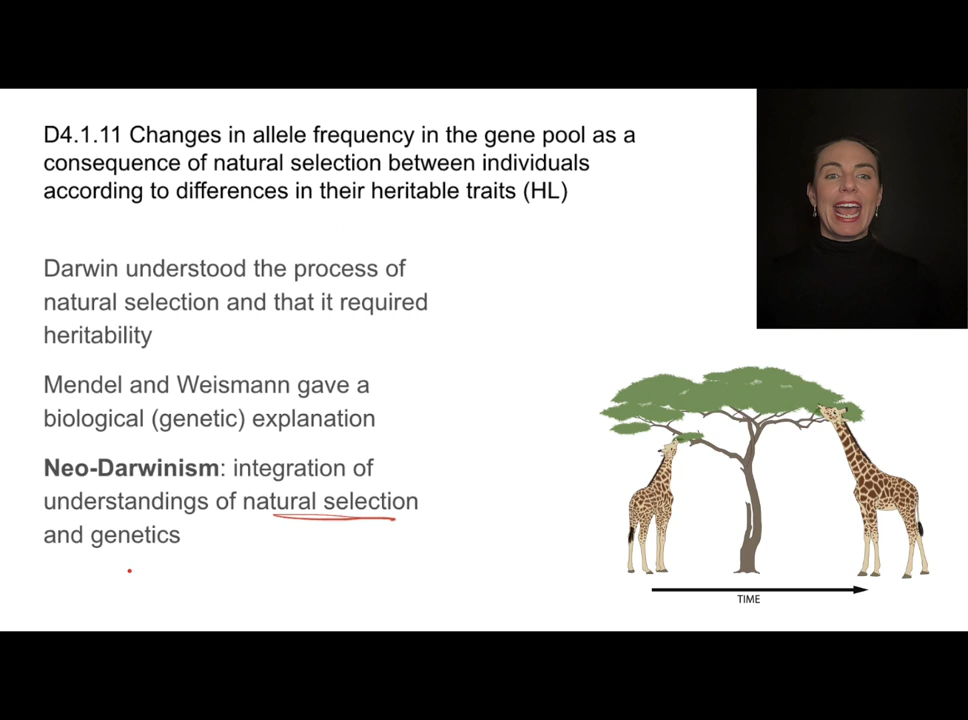 D4.1.11 Changes in allele frequency in the gene pool as a
consequence of natural selection between individuals
according to differences in their heritable traits (HL)
Darwin understood the process of
natural selection and that it required
heritability
Mendel and Weismann gave a
biological (genetic) explanation
Neo-Darwinism: integration of
understandings of natural selection
and genetics
TIME